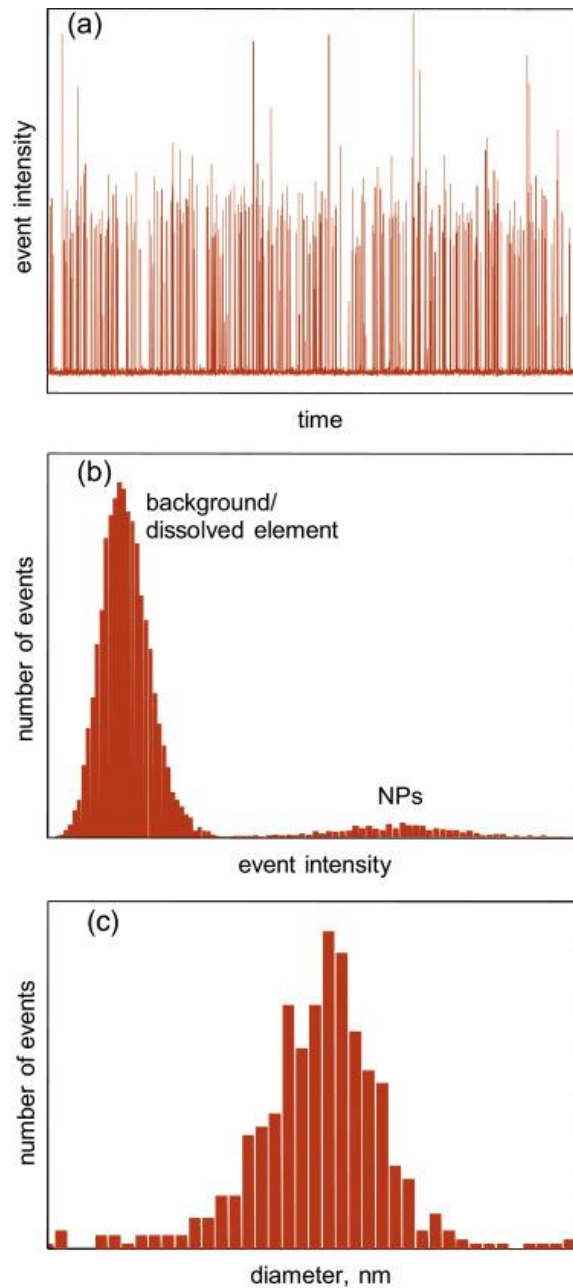 (a)
event intensity
time
(b)
background/
dissolved element
NPs
number of events
event intensity
(c)
number of events
diameter, nm